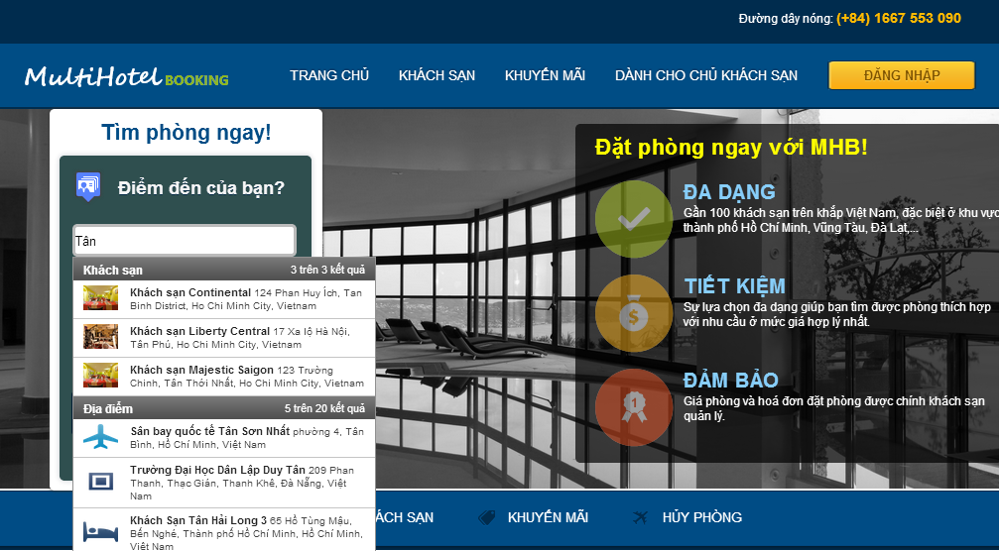 Đường dây nóng: (+84) 1667 553 090
MultiHotel BOOKING
TRANG CHỦ
KHÁCH SẠN
KHUYẾN MÃI
DÀNH CHO CHỦ KHÁCH SẠN
ĐĂNG NHẬP
Tìm phòng ngay!
Điểm đến của bạn?
Tân
Khách sạn 3 trên 3 kết quả
Khách sạn Continental 124 Phan Huy Ích, Tan
Binh District, Ho Chi Minh City, Vietnam
Khách sạn Liberty Central 17 Xa lộ Hà Nội,
Tân Phú, Ho Chi Minh City, Vietnam
Khách sạn Majestic Saigon 123 Trường
Chinh, Tân Thới Nhất, Ho Chi Minh City, Vietnam
Địa điểm 5 trên 20 kết quả
Sân bay quốc tế Tân Sơn Nhất phường 4, Tân
Bình, Hồ Chí Minh, Việt Nam
Trường Đại Học Dân Lập Duy Tân 209 Phan
Thanh, Thạc Gián, Thanh Khê, Đà Nẵng, Việt
Nam
Khách Sạn Tân Hải Long 3 65 Hồ Tùng Mậu,
Bến Nghé, Thành phố Hồ Chí Minh, Hồ Chí Minh,
Việt Nam
Đặt phòng ngay với MHB!
ĐA DẠNG
Gần 100 khách sạn trên khắp Việt Nam, đặc biệt ở khu vực
thành phố Hồ Chí Minh, Vũng Tàu, Đà Lạt,...
TIẾT KIỆM
Sự lựa chọn đa dạng giúp bạn tìm được phòng thích hợp
với nhu cầu ở mức giá hợp lý nhất.
ĐẢM BẢO
Giá phòng và hoá đơn đặt phòng được chính khách sạn
quản lý.
ÁCH SẠN
KHUYẾN MÃI
HỦY PHÒNG